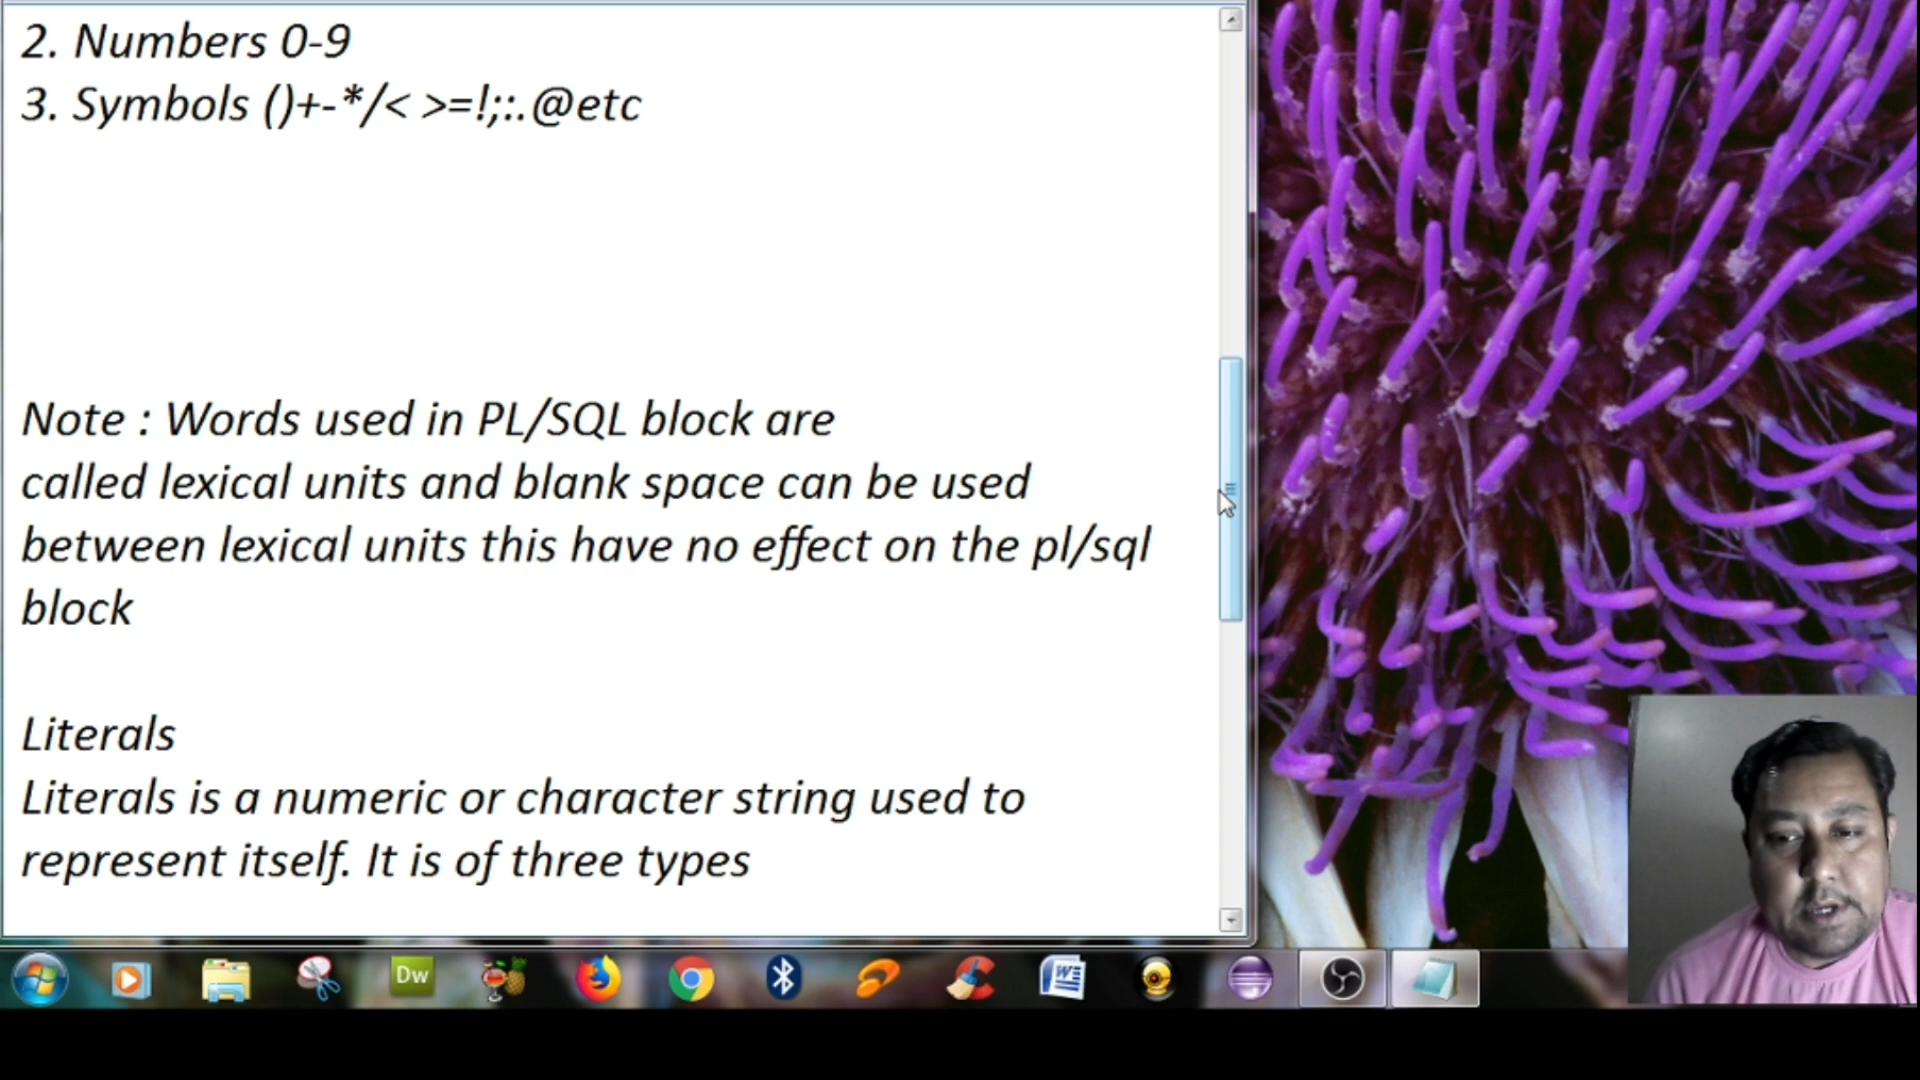 2. Numbers 0-9
3. Symbols ()+-*/< >=!;:.@etc
Note : Words used in PL/SQL block are
called lexical units and blank space can be used
between lexical units this have no effect on the pl/sql
block
Literals
Literals is a numeric or character string used to
represent itself. It is of three types
Dw